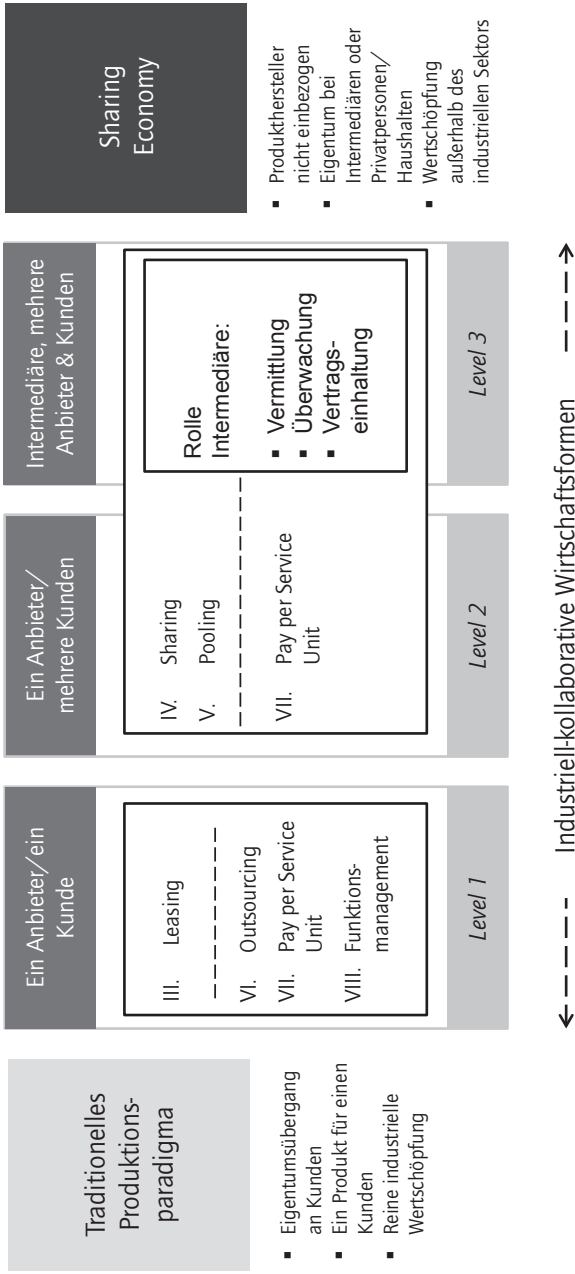 Traditionelles
Produktions-
paradigma
▪ Eigentumsübergang
an Kunden
▪ Ein Produkt für einen
Kunden
▪ Reine industrielle
Wertschöpfung
Ein Anbieter/ein
Kunde
III. Leasing
VI. Outsourcing
VII. Pay per Service
Unit
VIII. Funktions-
management
Level 1
Ein Anbieter/
mehrere Kunden
IV. Sharing
V. Pooling
VII. Pay per Service
Unit
Level 2
Intermediäre, mehrere
Anbieter & Kunden
Rolle
Intermediäre:
▪ Vermittlung
▪ Überwachung
▪ Vertrags-
einhaltung
Level 3
Sharing
Economy
▪ Produkthersteller
nicht einbezogen
▪ Eigentum bei
Intermediären oder
Privatpersonen/
Haushalten
▪ Wertschöpfung
außerhalb des
industriellen Sektors
Industriell-kollaborative Wirtschaftsformen